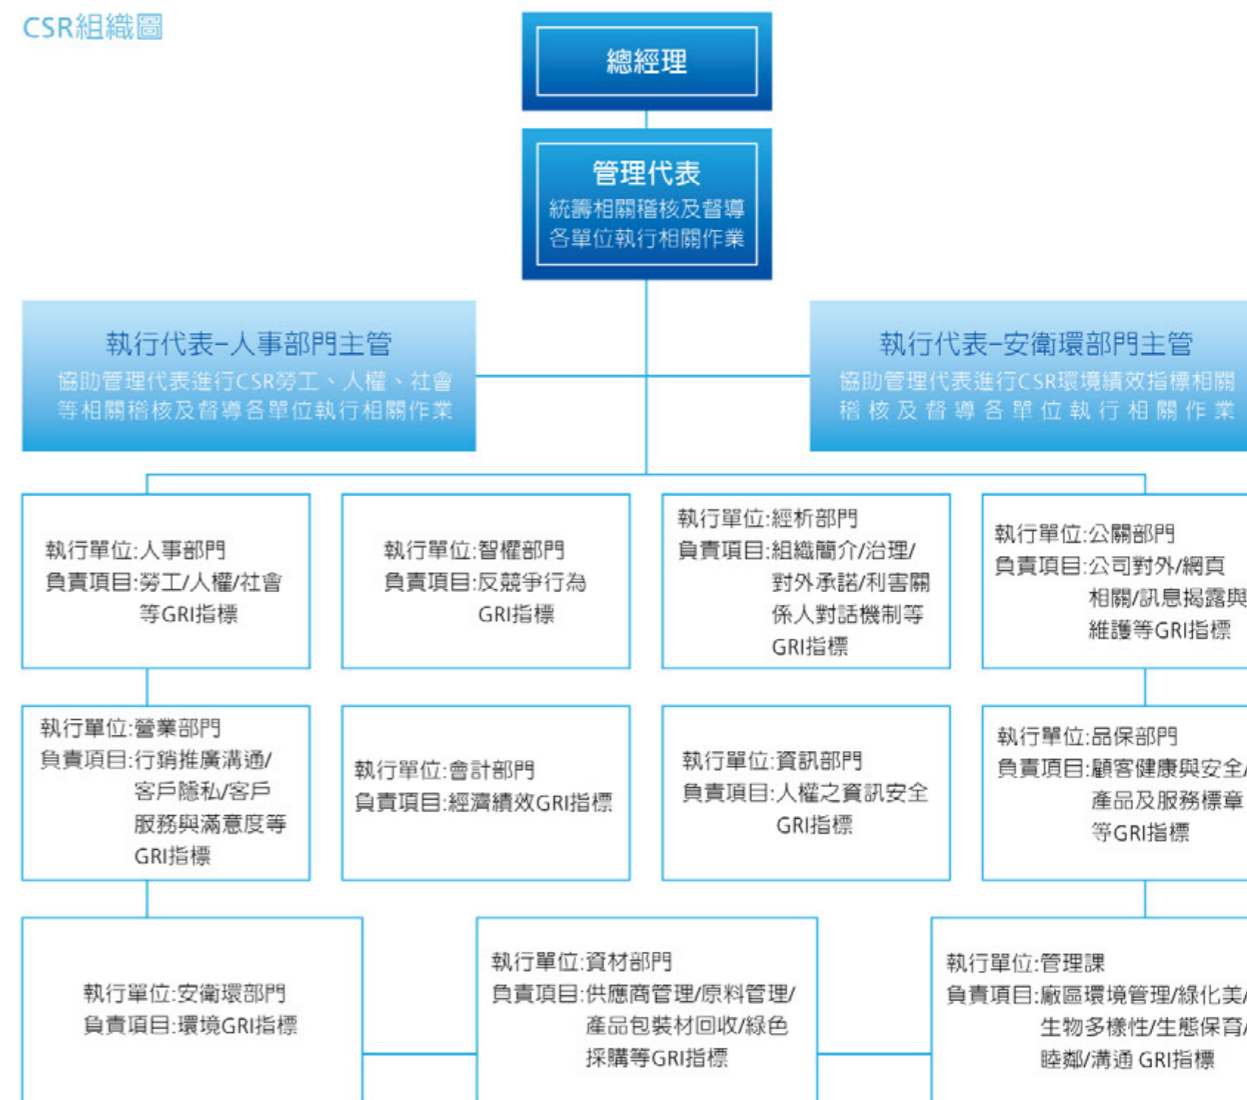 CSR組織圖
總經理
管理代表
統籌相關稽核及督導
各單位執行相關作業
執行代表–人事部門主管
協助管理代表進行CSR勞工、人權、社會
等相關稽核及督導各單位執行相關作業
執行代表–安衛環部門主管
協助管理代表進行CSR環境績效指標相關
稽核及督導各單位執行相關作業
執行單位:人事部門
負責項目:勞工/人權/社會
等GRI指標
執行單位:智權部門
負責項目:反競爭行為
GRI指標
執行單位:經析部門
負責項目:組織簡介/治理/
對外承諾/利害關
係人對話機制等
GRI指標
執行單位:公關部門
負責項目:公司對外/網頁
相關/訊息揭露與
維護等GRI指標
執行單位:營業部門
負責項目:行銷推廣溝通/
客戶隱私/客戶
服務與滿意度等
GRI指標
執行單位:會計部門
負責項目:經濟績效GRI指標
執行單位:資訊部門
負責項目:人權之資訊安全
GRI指標
執行單位:品保部門
負責項目:顧客健康與安全/
產品及服務標章
等GRI指標
執行單位:安衛環部門
負責項目:環境GRI指標
執行單位:資材部門
負責項目:供應商管理/原料管理/
產品包裝材回收/綠色
採購等GRI指標
執行單位:管理課
負責項目:廠區環境管理/綠化美/
生物多樣性/生態保育/
睦鄰/溝通 GRI指標